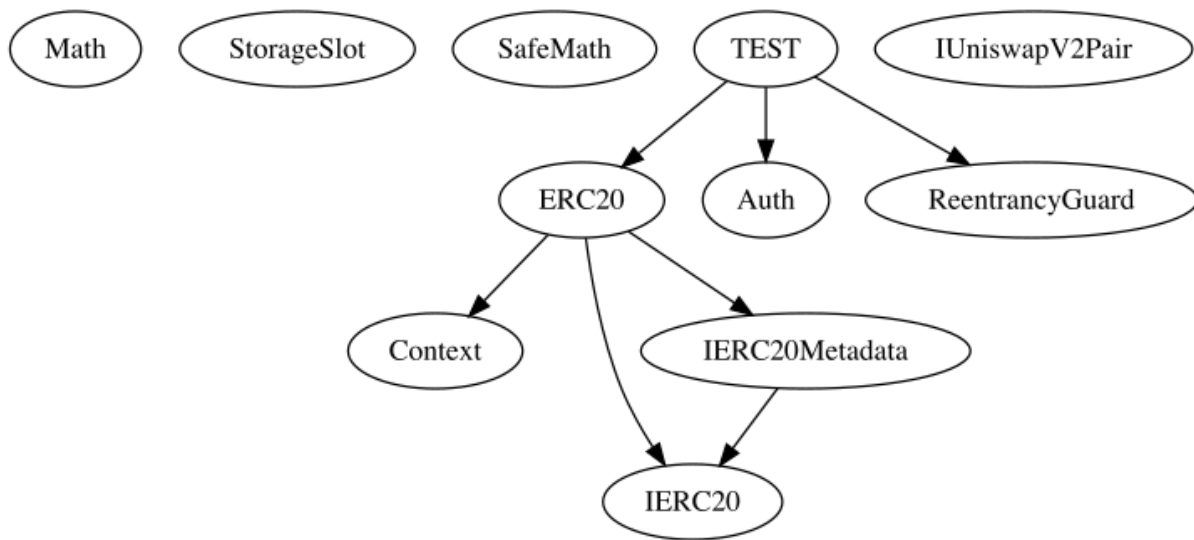 Math
StorageSlot
SafeMath
TEST
IUniswapV2Pair
ERC20
Auth
ReentrancyGuard
Context
IERC20Metadata
IERC20